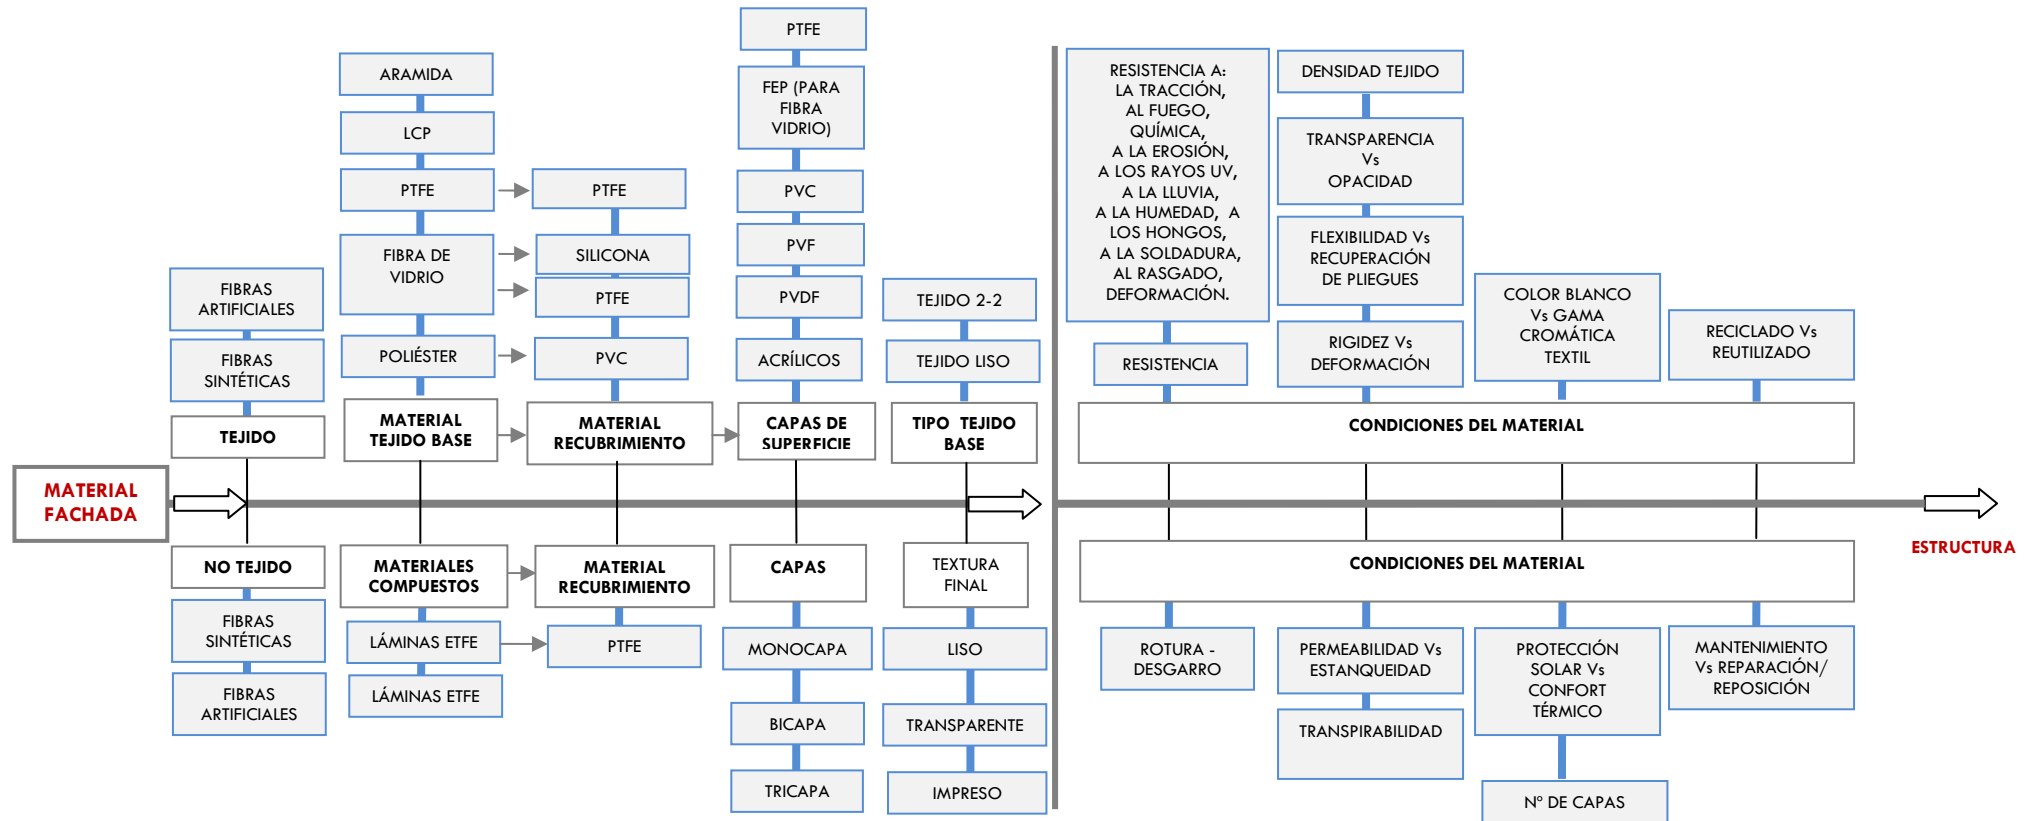 MATERIAL
FACHADA
FIBRAS
ARTIFICIALES
FIBRAS
SINTÉTICAS
TEJIDO
NO TEJIDO
FIBRAS
SINTÉTICAS
FIBRAS
ARTIFICIALES
ARAMIDA
LCP
PTFE
FIBRA DE
VIDRIO
POLIÉSTER
MATERIAL
TEJIDO BASE
MATERIALES
COMPUESTOS
LÁMINAS ETFE
LÁMINAS ETFE
PTFE
SILICONA
PTFE
PVC
MATERIAL
RECUBRIMIENTO
MATERIAL
RECUBRIMIENTO
PTFE
PTFE
FEP (PARA
FIBRA
VIDRIO)
PVC
PVF
PVDF
ACRÍLICOS
CAPAS DE
SUPERFICIE
CAPAS
MONOCAPA
BICAPA
TRICAPA
TEJIDO 2-2
TEJIDO LISO
TIPO TEJIDO
BASE
TEXTURA
FINAL
LISO
TRANSPARENTE
IMPRESO
RESISTENCIA A:
LA TRACCIÓN,
AL FUEGO,
QUÍMICA,
A LA EROSIÓN,
A LOS RAYOS UV,
A LA LLUVIA,
A LA HUMEDAD, A
LOS HONGOS,
A LA SOLDADURA,
AL RASGADO,
DEFORMACIÓN.
RESISTENCIA
DENSIDAD TEJIDO
TRANSPARENCIA
Vs
OPACIDAD
FLEXIBILIDAD Vs
RECUPERACIÓN
DE PLIEGUES
RIGIDEZ Vs
DEFORMACIÓN
COLOR BLANCO
Vs GAMA
CROMÁTICA
TEXTIL
RECICLADO Vs
REUTILIZADO
CONDICIONES DEL MATERIAL
CONDICIONES DEL MATERIAL
ROTURA -
DESGARRO
PERMEABILIDAD Vs
ESTANQUEIDAD
TRANSPIRABILIDAD
PROTECCIÓN
SOLAR Vs
CONFORT
TÉRMICO
Nº DE CAPAS
MANTENIMIENTO
Vs REPARACIÓN/
REPOSICIÓN
ESTRUCTURA